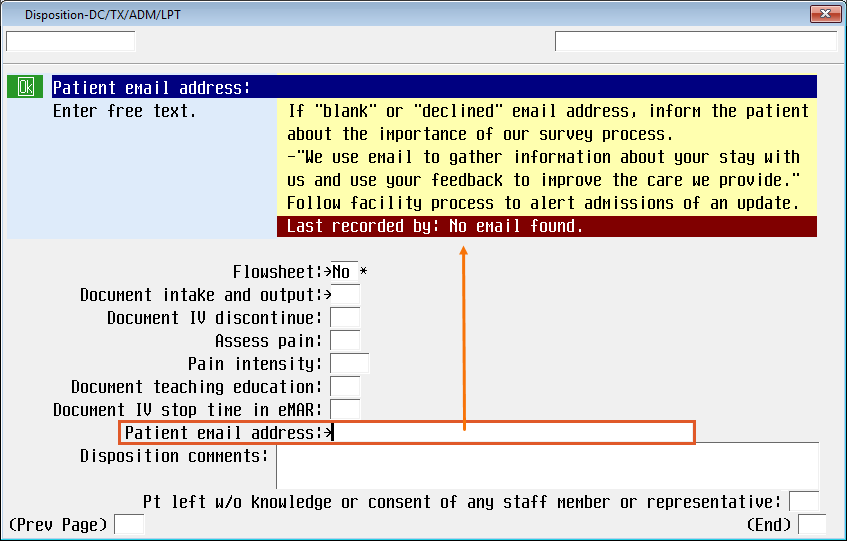 Disposition-DC/TX/ADM/LPT
Ok
Patient email address:
Enter free text.
If "blank" or "declined" email address, inform the patient
about the importance of our survey process.
-"We use email to gather information about your stay with
us and use your feedback to improve the care we provide."
Follow facility process to alert admissions of an update.
Last recorded by: No email found.
Flowsheet:→No *
Document intake and output:→
Document IV discontinue:
Assess pain:
Pain intensity:
Document teaching education:
Document IV stop time in eMAR:
Patient email address:→
Disposition comments:
Pt left w/o knowledge or consent of any staff member or representative:
(Prev Page)
(End)